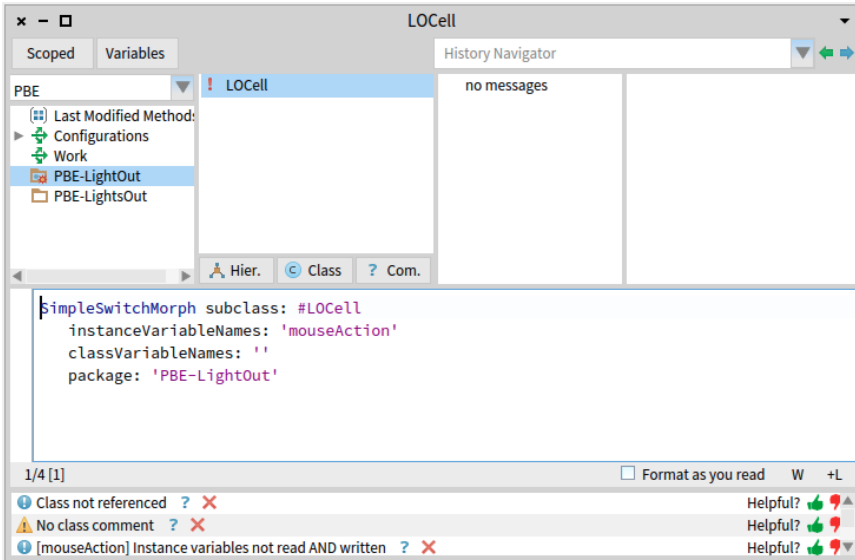 LOCell
Scoped Variables History Navigator
PBE
! LOCell
no messages
Last Modified Methods
Configurations
Work
PBE-LightOut
PBE-LightsOut
Hier. C Class ? Com.
SimpleSwitchMorph subclass: #LOCell
instanceVariableNames: 'mouseAction'
classVariableNames: ''
package: 'PBE-LightOut'
1/4 [1] Format as you read W +L
Class not referenced ? Helpful?
No class comment ? Helpful?
[mouseAction] Instance variables not read AND written ? Helpful?